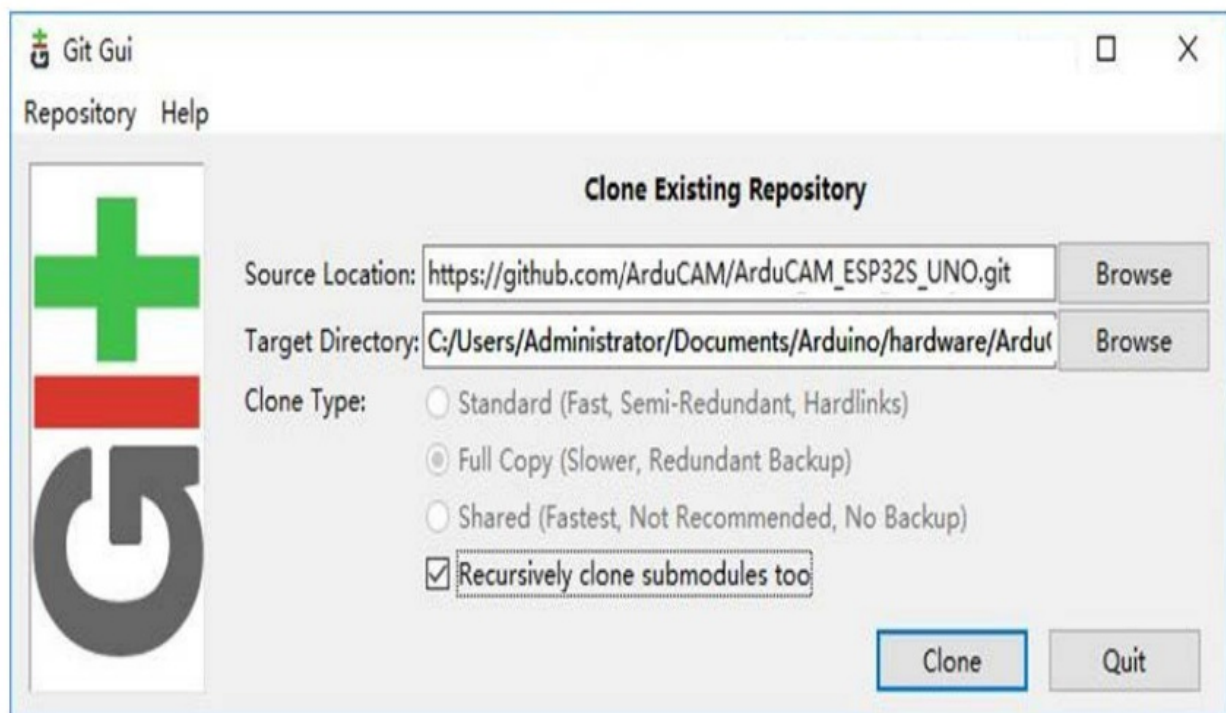 Git Gui
Repository Help
Clone Existing Repository
Source Location: https://github.com/ArduCAM/ArduCAM_ESP32S_UNO.git Browse
Target Directory: C:/Users/Administrator/Documents/Arduino/hardware/Ardu Browse
Clone Type: Standard (Fast, Semi-Redundant, Hardlinks)
Full Copy (Slower, Redundant Backup)
Shared (Fastest, Not Recommended, No Backup)
Recursively clone submodules too
Clone Quit
GIT